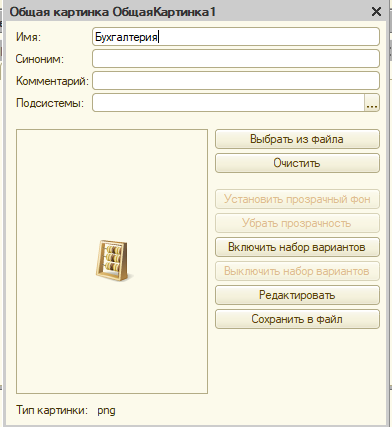 Общая картинка ОбщаяКартинка1
Имя: Бухгалтерия
Синоним:
Комментарий:
Подсистемы: ...
Выбрать из файла
Очистить
Установить прозрачный фон
Убрать прозрачность
Включить набор вариантов
Выключить набор вариантов
Редактировать
Сохранить в файл
Тип картинки: png